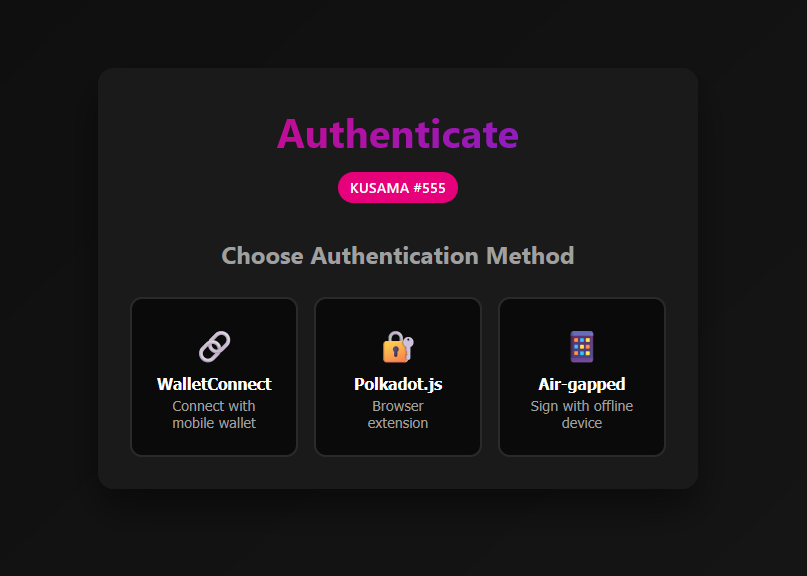 Authenticate
KUSAMA #555
Choose Authentication Method
WalletConnect
Connect with
mobile wallet
Polkadot.js
Browser
extension
Air-gapped
Sign with offline
device